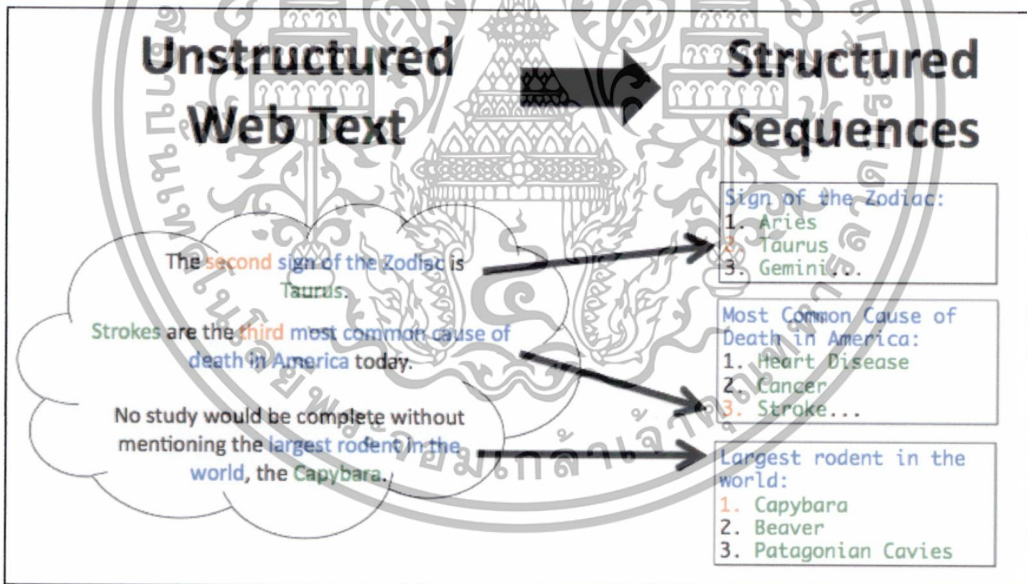 Unstructured
Web Text
Structured
Sequences
The second sign of the Zodiac is
Taurus.
Strokes are the third most common cause of
death in America today.
No study would be complete without
mentioning the largest rodent in the
world, the Capybara.
Sign of the Zodiac:
1. Aries
2. Taurus
3. Gemini...
Most Common Cause of
Death in America:
1. Heart Disease
2. Cancer
3. Stroke...
Largest rodent in the
world:
1. Capybara
2. Beaver
3. Patagonian Cavies